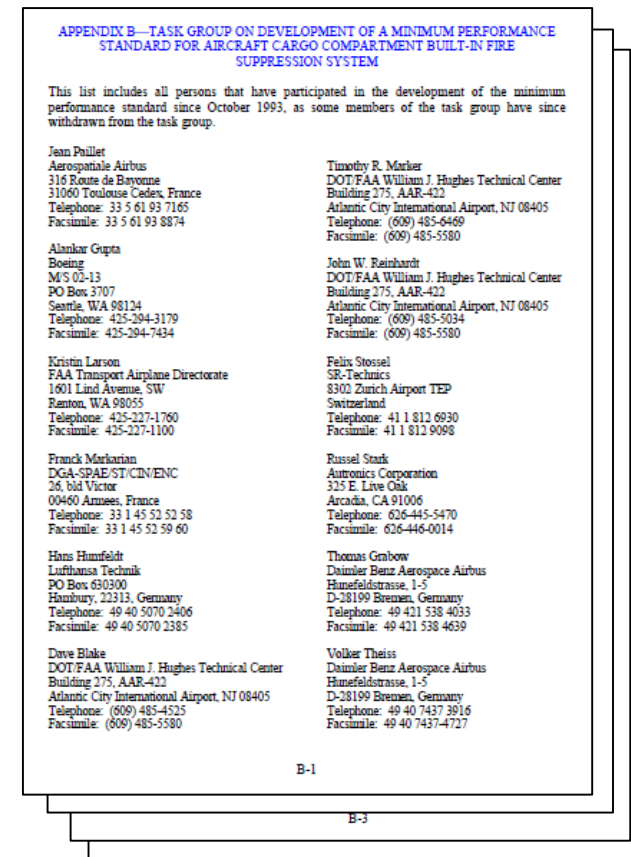 APPENDIX B—TASK GROUP ON DEVELOPMENT OF A MINIMUM PERFORMANCE
STANDARD FOR AIRCRAFT CARGO COMPARTMENT BUILT-IN FIRE
SUPPRESSION SYSTEM
This list includes all persons that have participated in the development of the minimum
performance standard since October 1993, as some members of the task group have since
withdrawn from the task group.
Jean Paillet
Aerospatiale Airbus
316 Route de Bayonne
31060 Toulouse Cedex, France
Telephone: 33 5 61 93 7165
Facsimile: 33 5 61 93 8874
Alankar Gupta
Boeing
M/S 02-13
PO Box 3707
Seattle, WA 98124
Telephone: 425-294-3179
Facsimile: 425-294-7434
Kristin Larson
FAA Transport Airplane Directorate
1601 Lind Avenue, SW
Renton, WA 98055
Telephone: 425-227-1760
Facsimile: 425-227-1100
Franck Markarian
DGA-SPAE/ST/CIN/ENC
26, bld Victor
00460 Armees, France
Telephone: 33 1 45 52 52 58
Facsimile: 33 1 45 52 59 60
Hans Humfeldt
Lufthansa Technik
PO Box 630300
Hambury, 22313, Germany
Telephone: 49 40 5070 2406
Facsimile: 49 40 5070 2385
Dave Blake
DOT/FAA William J. Hughes Technical Center
Building 275, AAR-422
Atlantic City International Airport, NJ 08405
Telephone: (609) 485-4525
Facsimile: (609) 485-5580
Timothy R. Marker
DOT/FAA William J. Hughes Technical Center
Building 275, AAR-422
Atlantic City International Airport, NJ 08405
Telephone: (609) 485-6469
Facsimile: (609) 485-5580
John W. Reinhardt
DOT/FAA William J. Hughes Technical Center
Building 275, AAR-422
Atlantic City International Airport, NJ 08405
Telephone: (609) 485-5034
Facsimile: (609) 485-5580
Felix Stossel
SR-Technics
8302 Zurich Airport TEP
Switzerland
Telephone: 41 1 812 6930
Facsimile: 41 1 812 9098
Russel Stark
Autronics Corporation
325 E. Live Oak
Arcadia, CA 91006
Telephone: 626-445-5470
Facsimile: 626-446-0014
Thomas Grabow
Daimler Benz Aerospace Airbus
Hunefeldstrasse, 1-5
D-28199 Bremen, Germany
Telephone: 49 421 538 4033
Facsimile: 49 421 538 4639
Volker Theiss
Daimler Benz Aerospace Airbus
Hunefeldstrasse, 1-5
D-28199 Bremen, Germany
Telephone: 49 40 7437 3916
Facsimile: 49 40 7437-4727
B-1
B-3